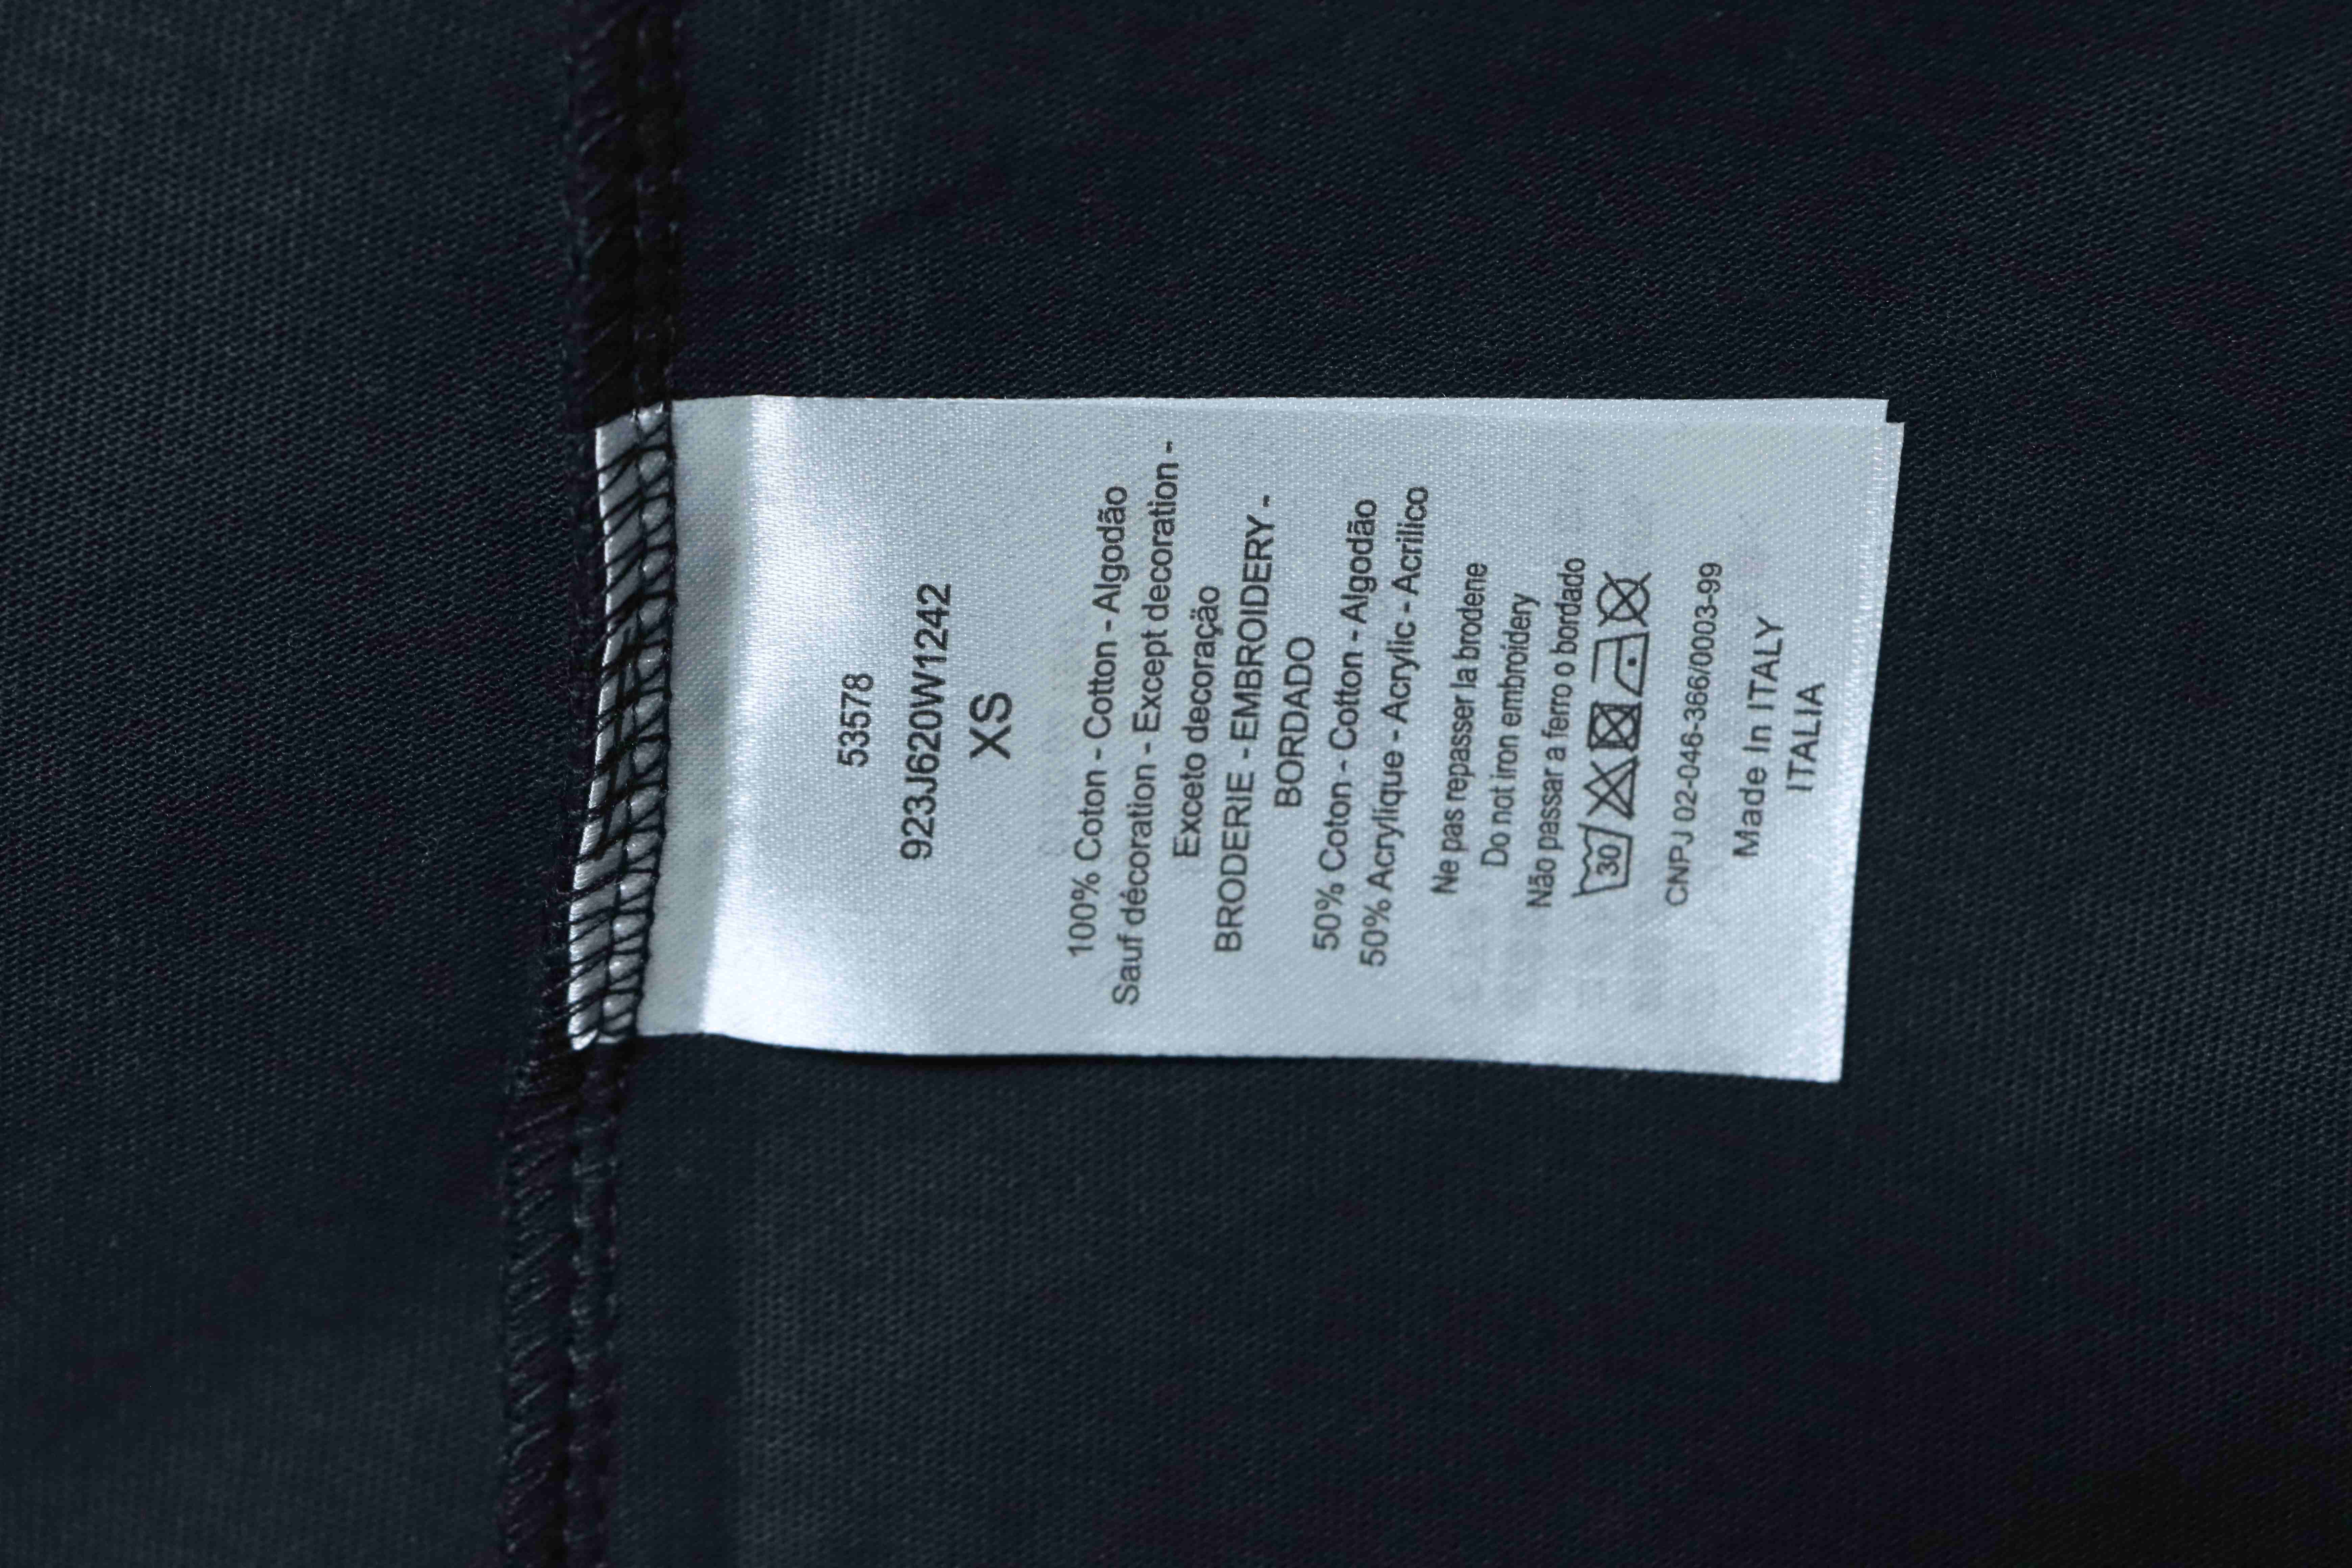 53578
923J620W1242
XS
100% Coton - Cotton - Algodão
Sauf décoration - Except decoration -
Exceto decoração
BRODERIE - EMBROIDERY -
BORDADO
50% Coton - Cotton - Algodão
50% Acrylique - Acrylic - Acrilico
Ne pas repasser la brodene
Do not iron embroidery
Não passar a ferro o bordado
30
CNPJ 02-046-366/0003-99
Made In ITALY
ITALIA